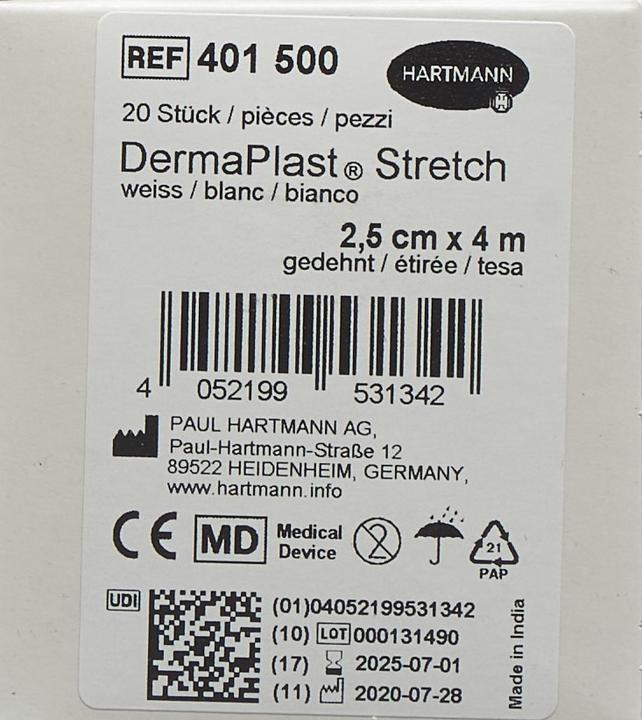 REF 401 500
HARTMANN
20 Stück / pièces / pezzi
DermaPlast® Stretch
weiss / blanc / bianco
2,5 cm x 4 m
gedehnt / étirée / tesa
4 052199 531342
PAUL HARTMANN AG,
Paul-Hartmann-Straße 12
89522 HEIDENHEIM, GERMANY,
www.hartmann.info
CE MD Medical
Device
2
21
PAP
UDI
(01)04052199531342
(10) LOT 000131490
(17) 2025-07-01
(11) 2020-07-28
Made in India